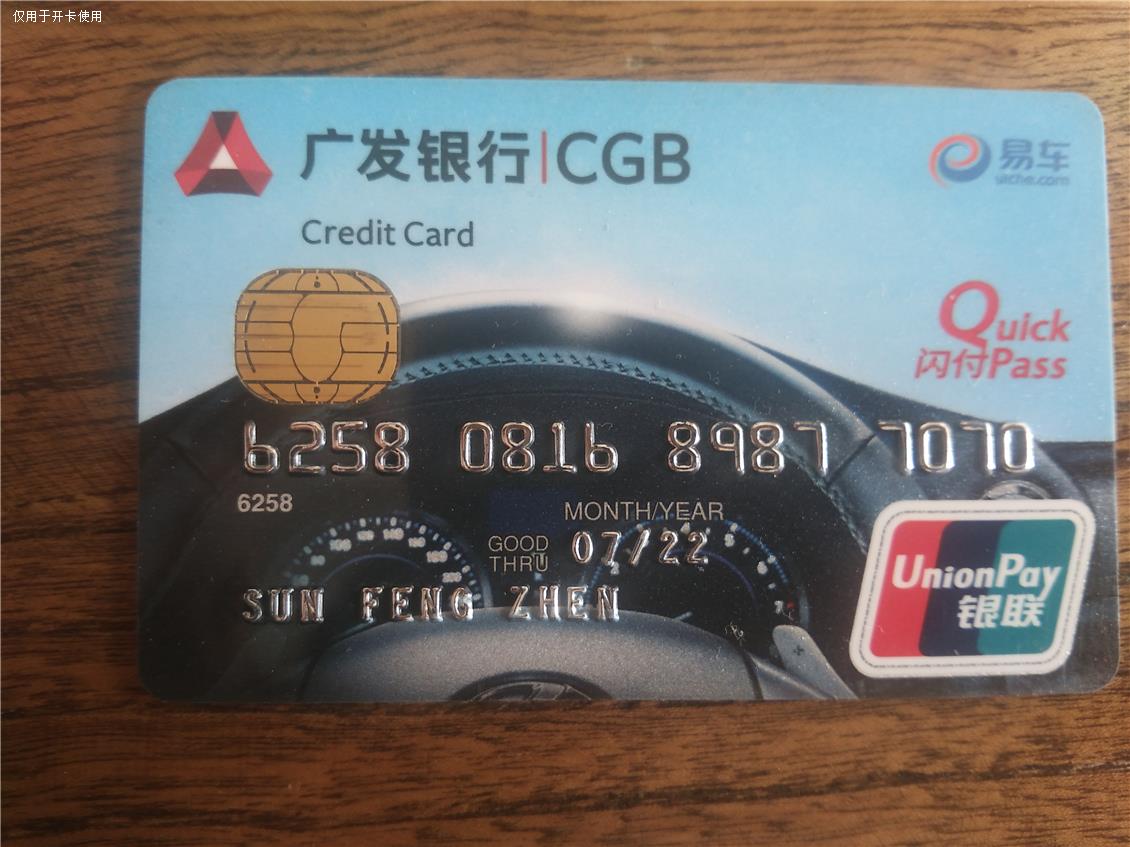 仅用于开卡使用
广发银行|CGB
易车
yiche.com
Credit Card
Quick
闪付Pass
6258 0816 8987 7070
6258
MONTH/YEAR
GOOD THRU 07/22
SUN FENG ZHEN
UnionPay
银联